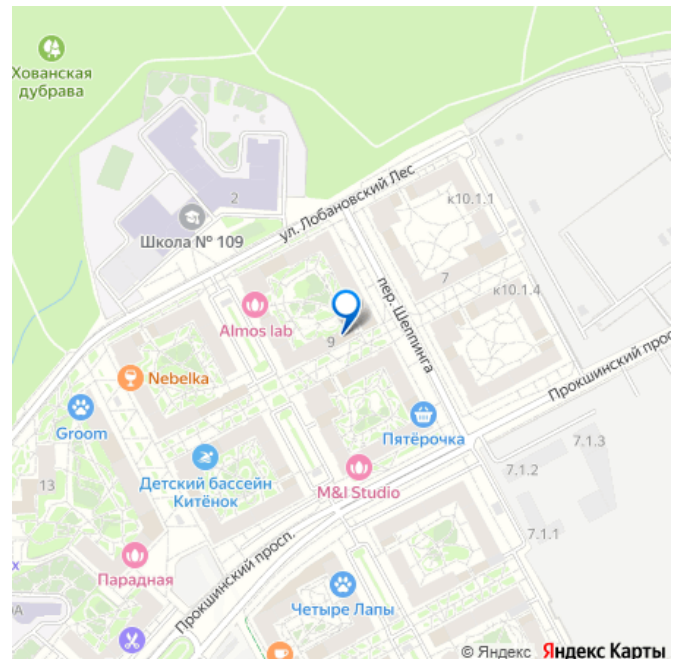 Хованская
дубрава
2
Школа № 109
ул. Лобановский Лес
к10.1.1
7
к10.1.4
пер. Шеппинга
Almos lab
9
Nebelka
Groom
Прокшинский прос
Пятёрочка
7.1.3
7.1.2
7.1.1
Детский бассейн
Китёнок
M&I Studio
13
Парадная
Прокшинский просп.
Четыре Лапы
х
0А
© Яндекс Яндекс Карты